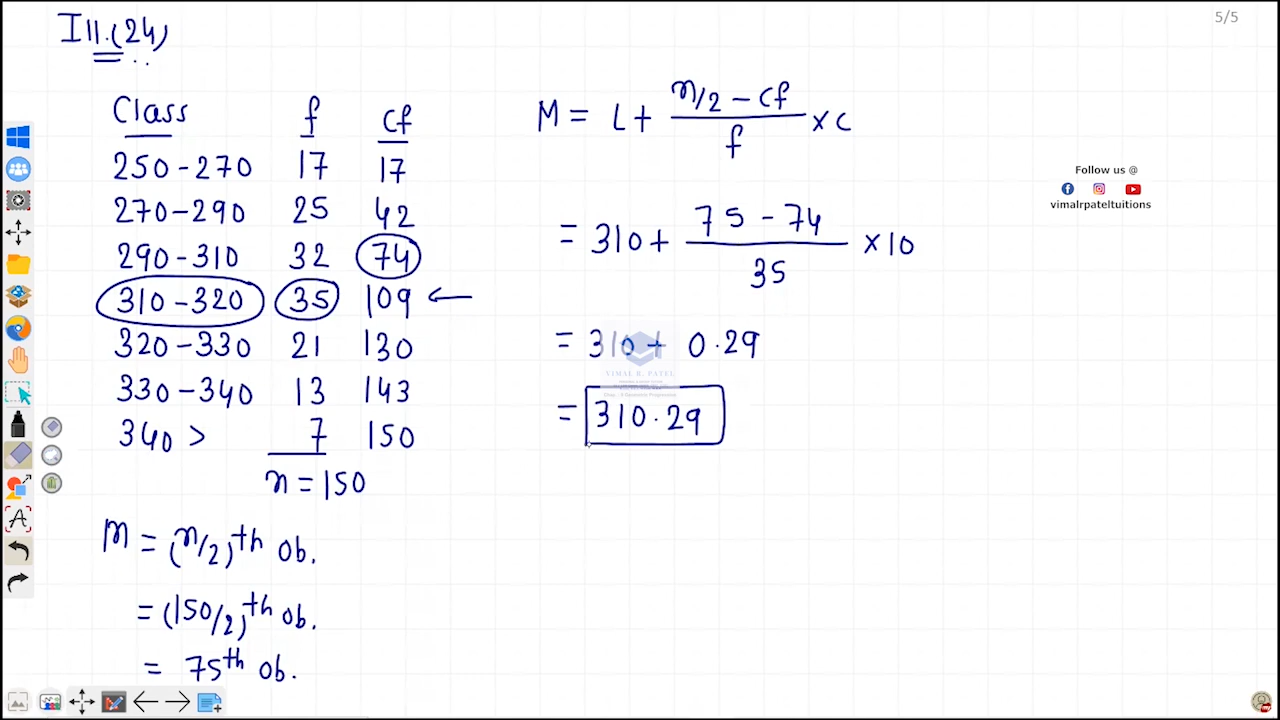 5/5
Ill.(24)
Class f cf
250-270 17 17
270-290 25 42
290-310 32 74
310-320 35 109 ←
320-330 21 130
330-340 13 143
340 > 7 150
n = 150
M = (n/2)th ob.
= (150/2)th ob.
= 75th ob.
M = L + (n/2 - cf)/f × c
= 310 + (75 - 74)/35 × 10
= 310 + 0.29
= 310.29
Follow us @
vimalrpateltuitions
VIMAL R. PATEL